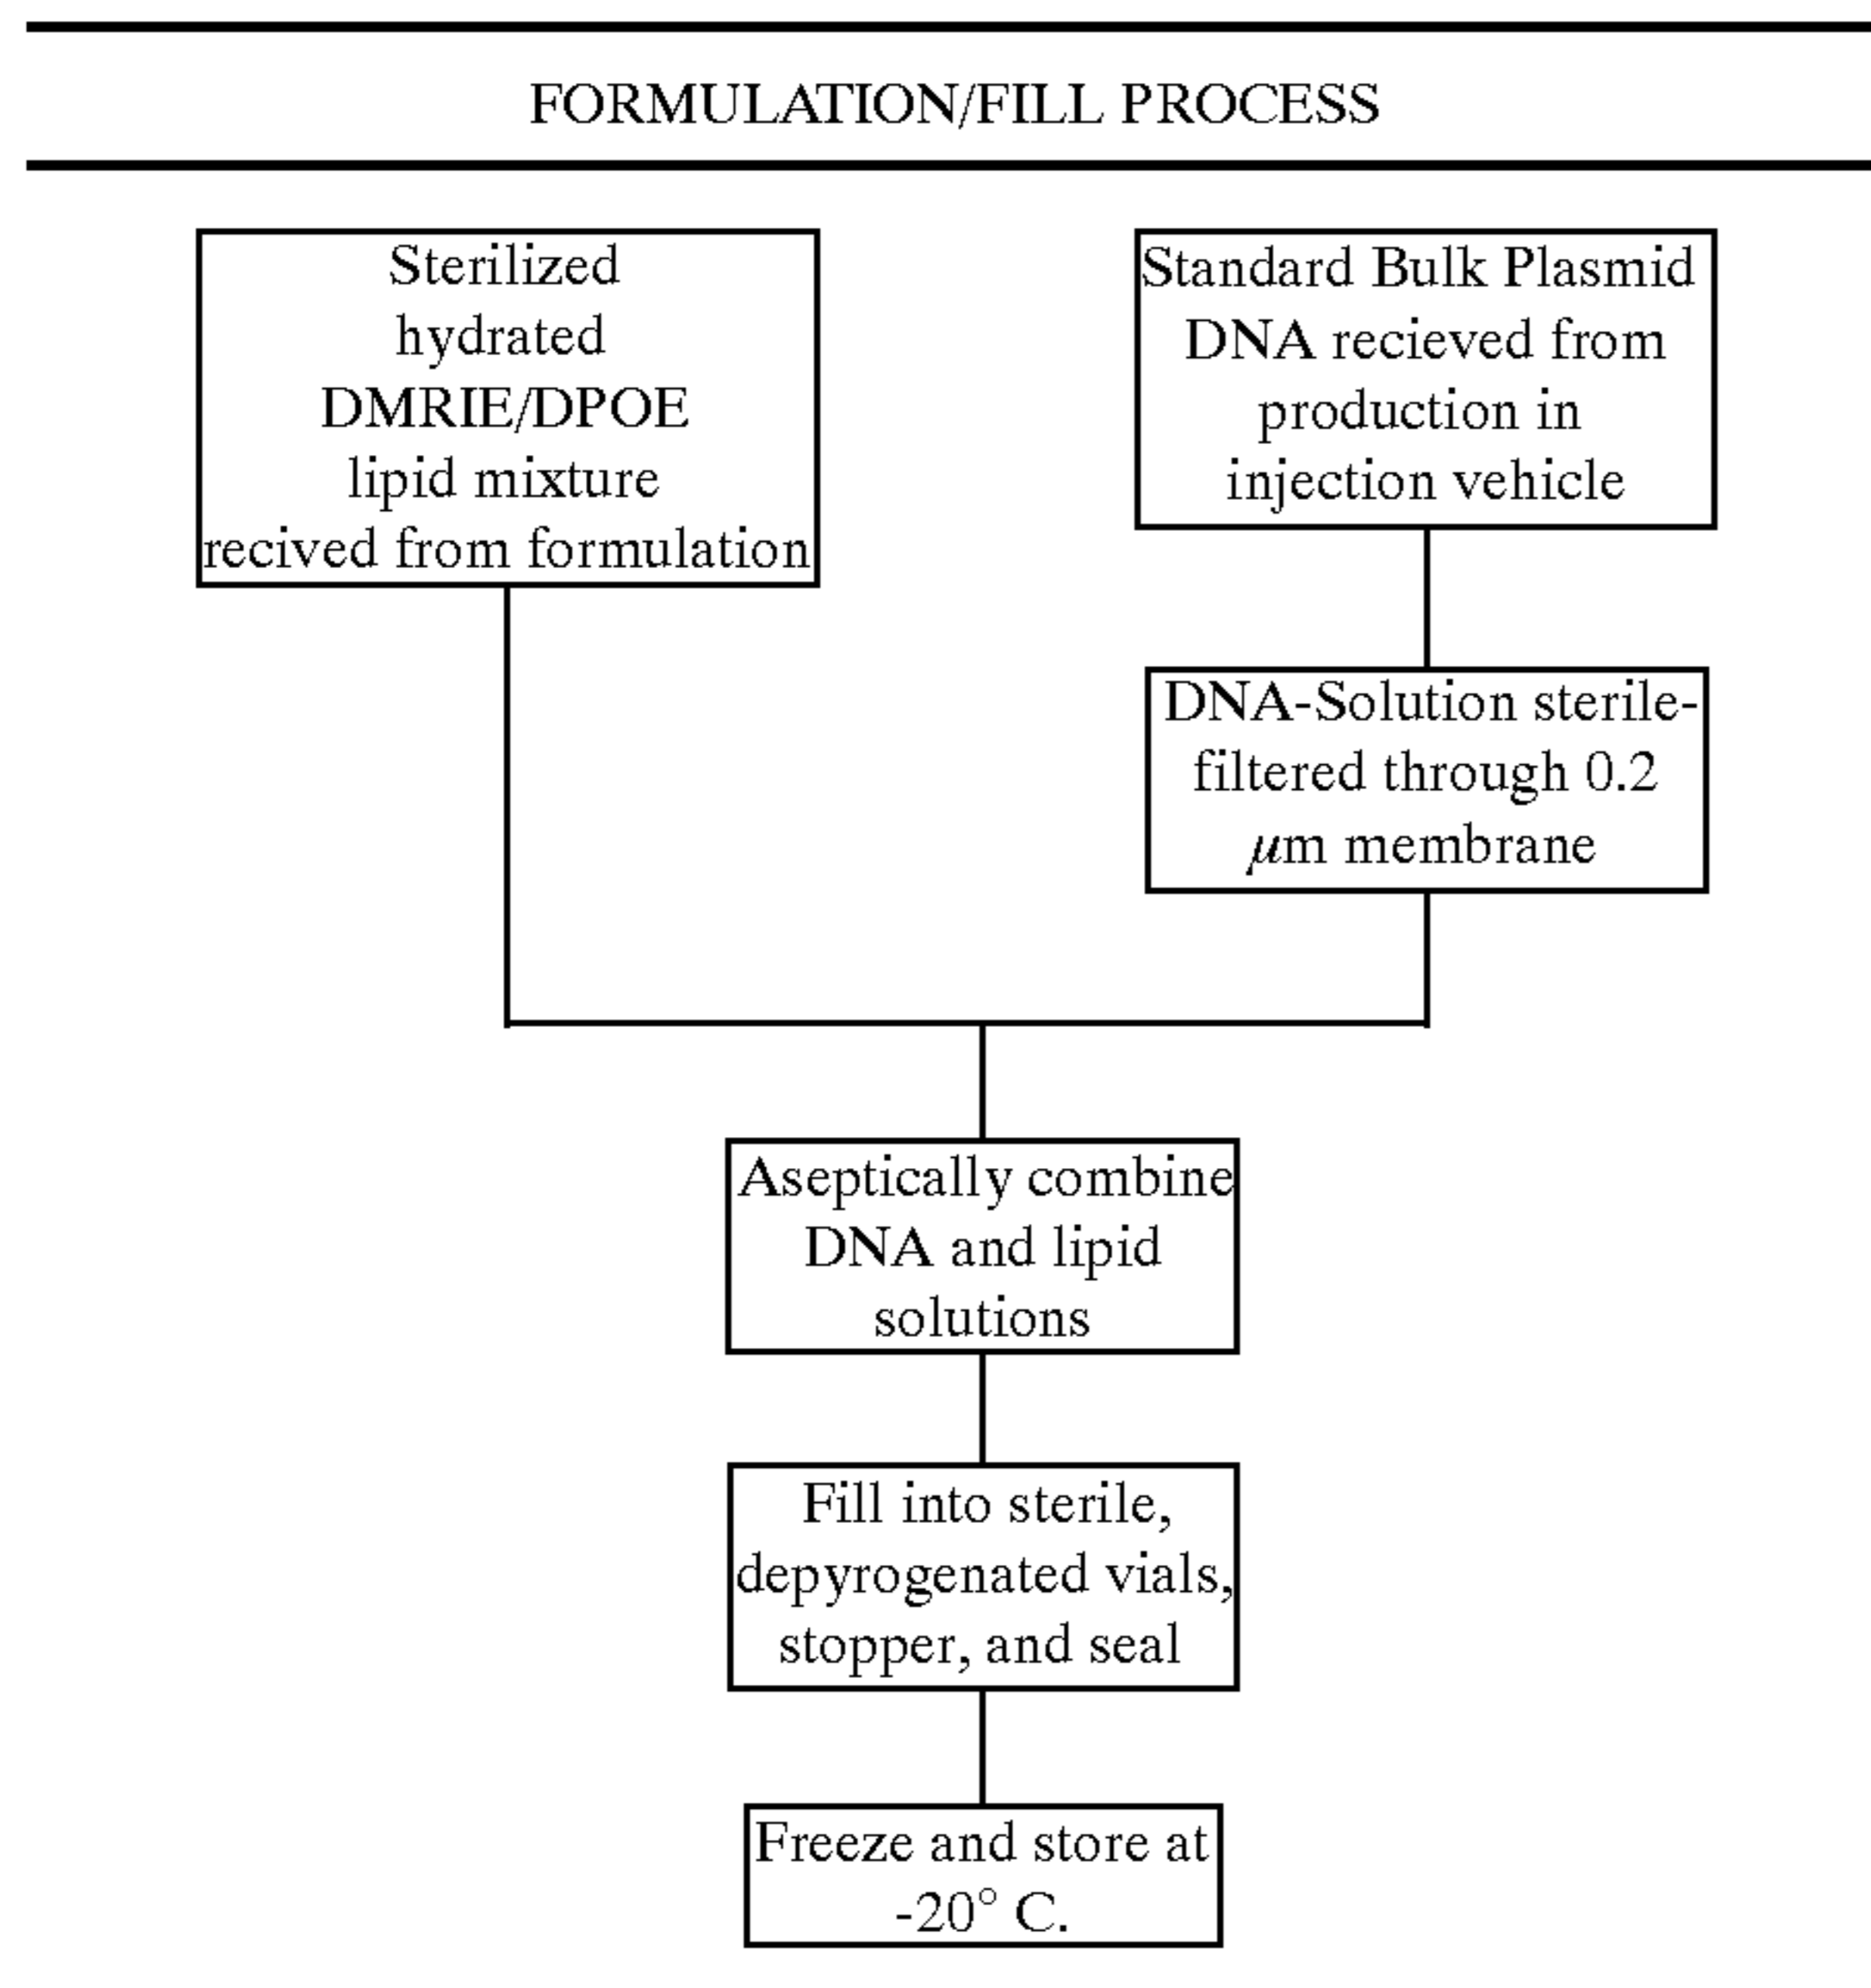 FORMULATION/FILL PROCESS
Sterilized
hydrated
DMRIE/DPOE
lipid mixture
recived from formulation
Standard Bulk Plasmid
DNA recieved from
production in
injection vehicle
DNA-Solution sterile-
filtered through 0.2
μm membrane
Aseptically combine
DNA and lipid
solutions
Fill into sterile,
depyrogenated vials,
stopper, and seal
Freeze and store at
-20° C.